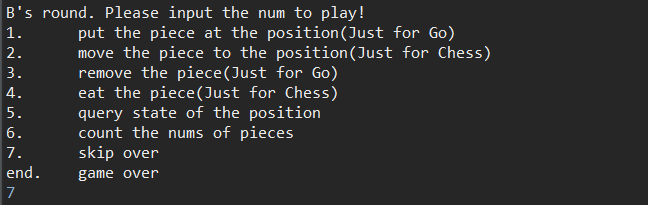 B's round. Please input the num to play!
1.	put the piece at the position(Just for Go)
2.	move the piece to the position(Just for Chess)
3.	remove the piece(Just for Go)
4.	eat the piece(Just for Chess)
5.	query state of the position
6.	count the nums of pieces
7.	skip over
end.	game over
7